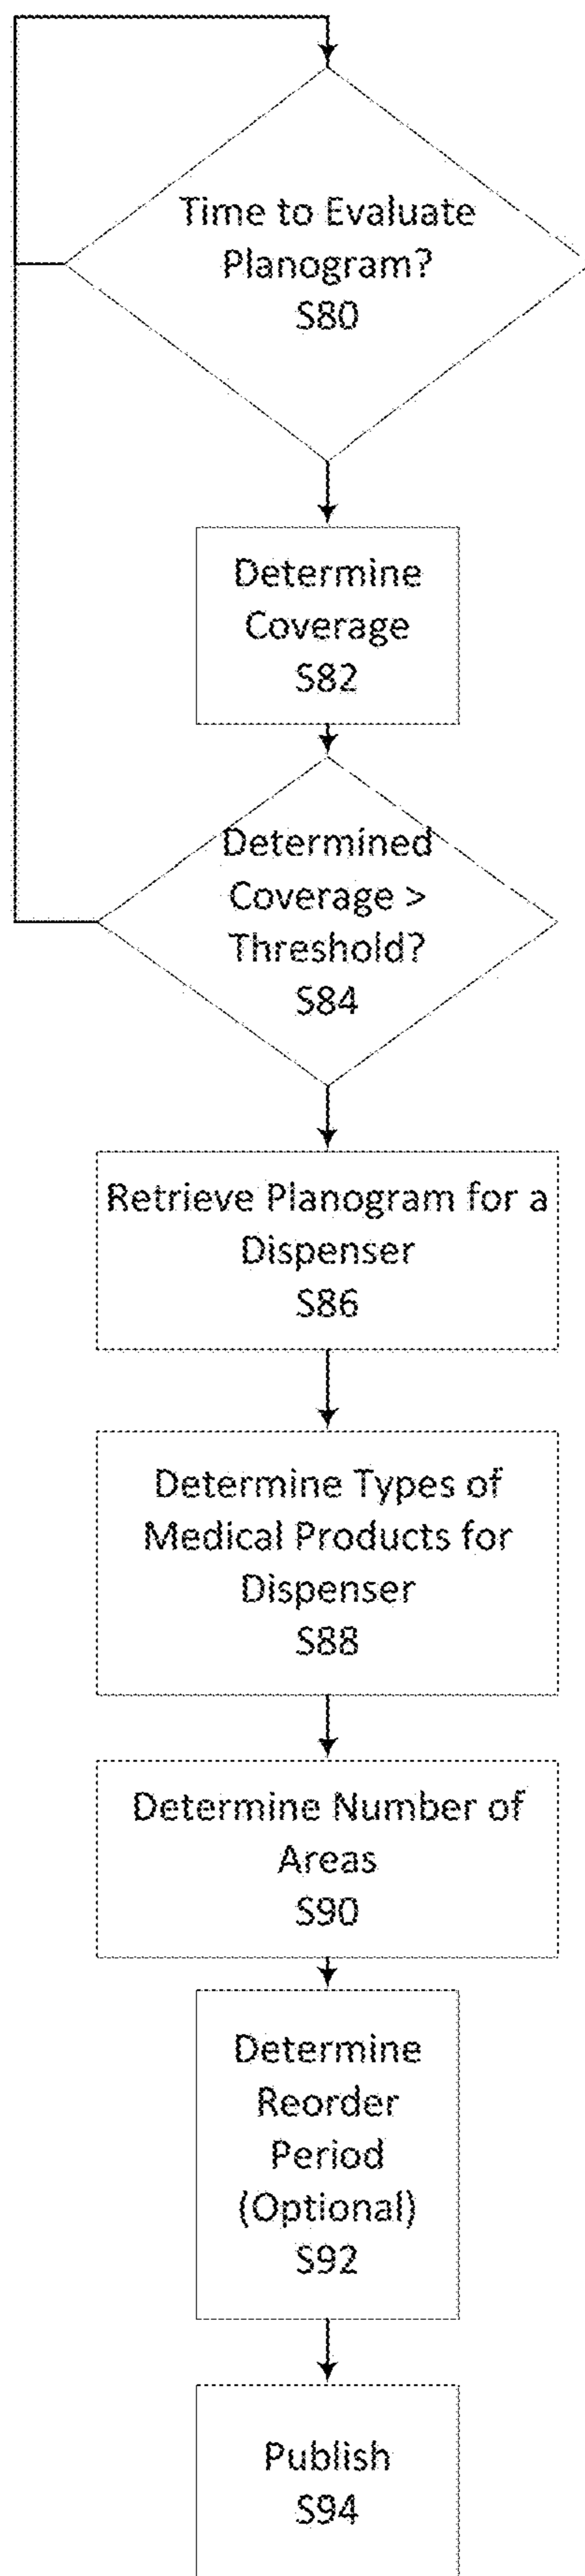 Time to Evaluate
Planogram?
S80
Determine
Coverage
S82
Determined
Coverage >
Threshold?
S84
Retrieve Planogram for a
Dispenser
S86
Determine Types of
Medical Products for
Dispenser
S88
Determine Number of
Areas
S90
Determine
Reorder
Period
(Optional)
S92
Publish
S94